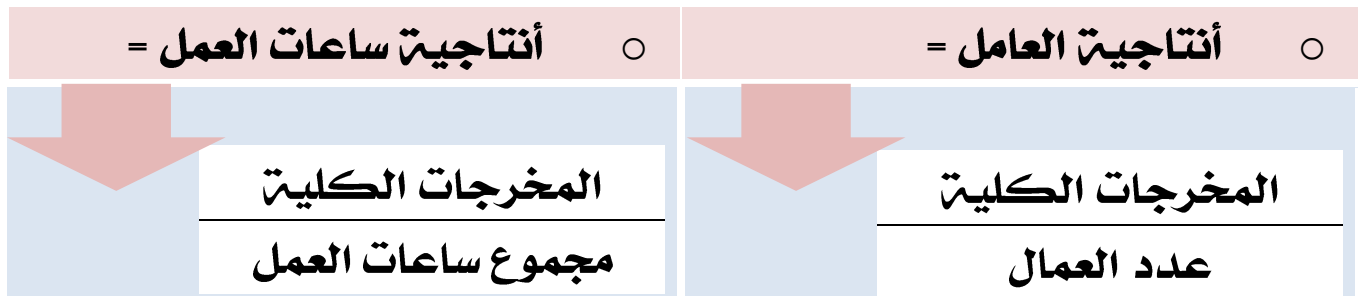 ○ أنتاجية العامل =
المخرجات الكلية
عدد العمال
○ أنتاجية ساعات العمل =
المخرجات الكلية
مجموع ساعات العمل